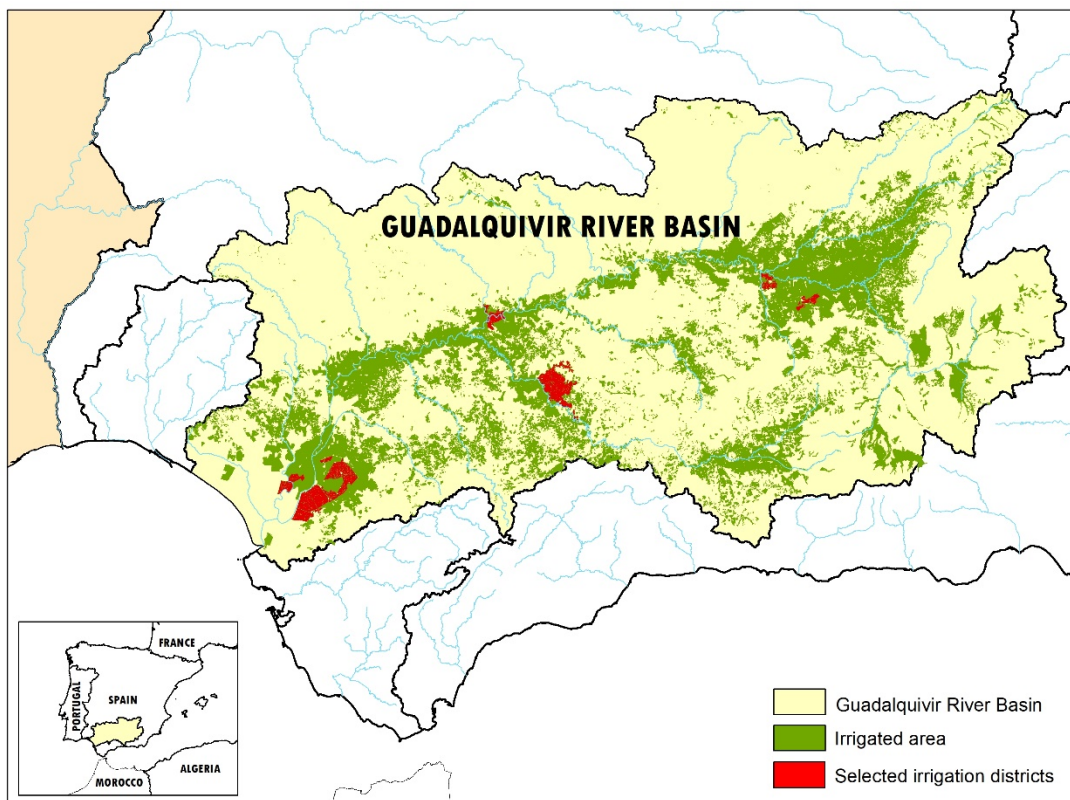 GUADALQUIVIR RIVER BASIN
FRANCE
SPAIN
PORTUGAL
ALGERIA
MOROCCO
Guadalquivir River Basin
Irrigated area
Selected irrigation districts